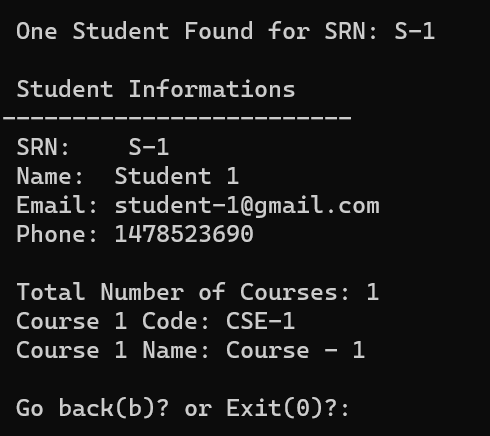 One Student Found for SRN: S-1
Student Informations
-------------------------
SRN:    S-1
Name:  Student 1
Email: student-1@gmail.com
Phone: 1478523690
Total Number of Courses: 1
Course 1 Code: CSE-1
Course 1 Name: Course - 1
Go back(b)? or Exit(0)?: